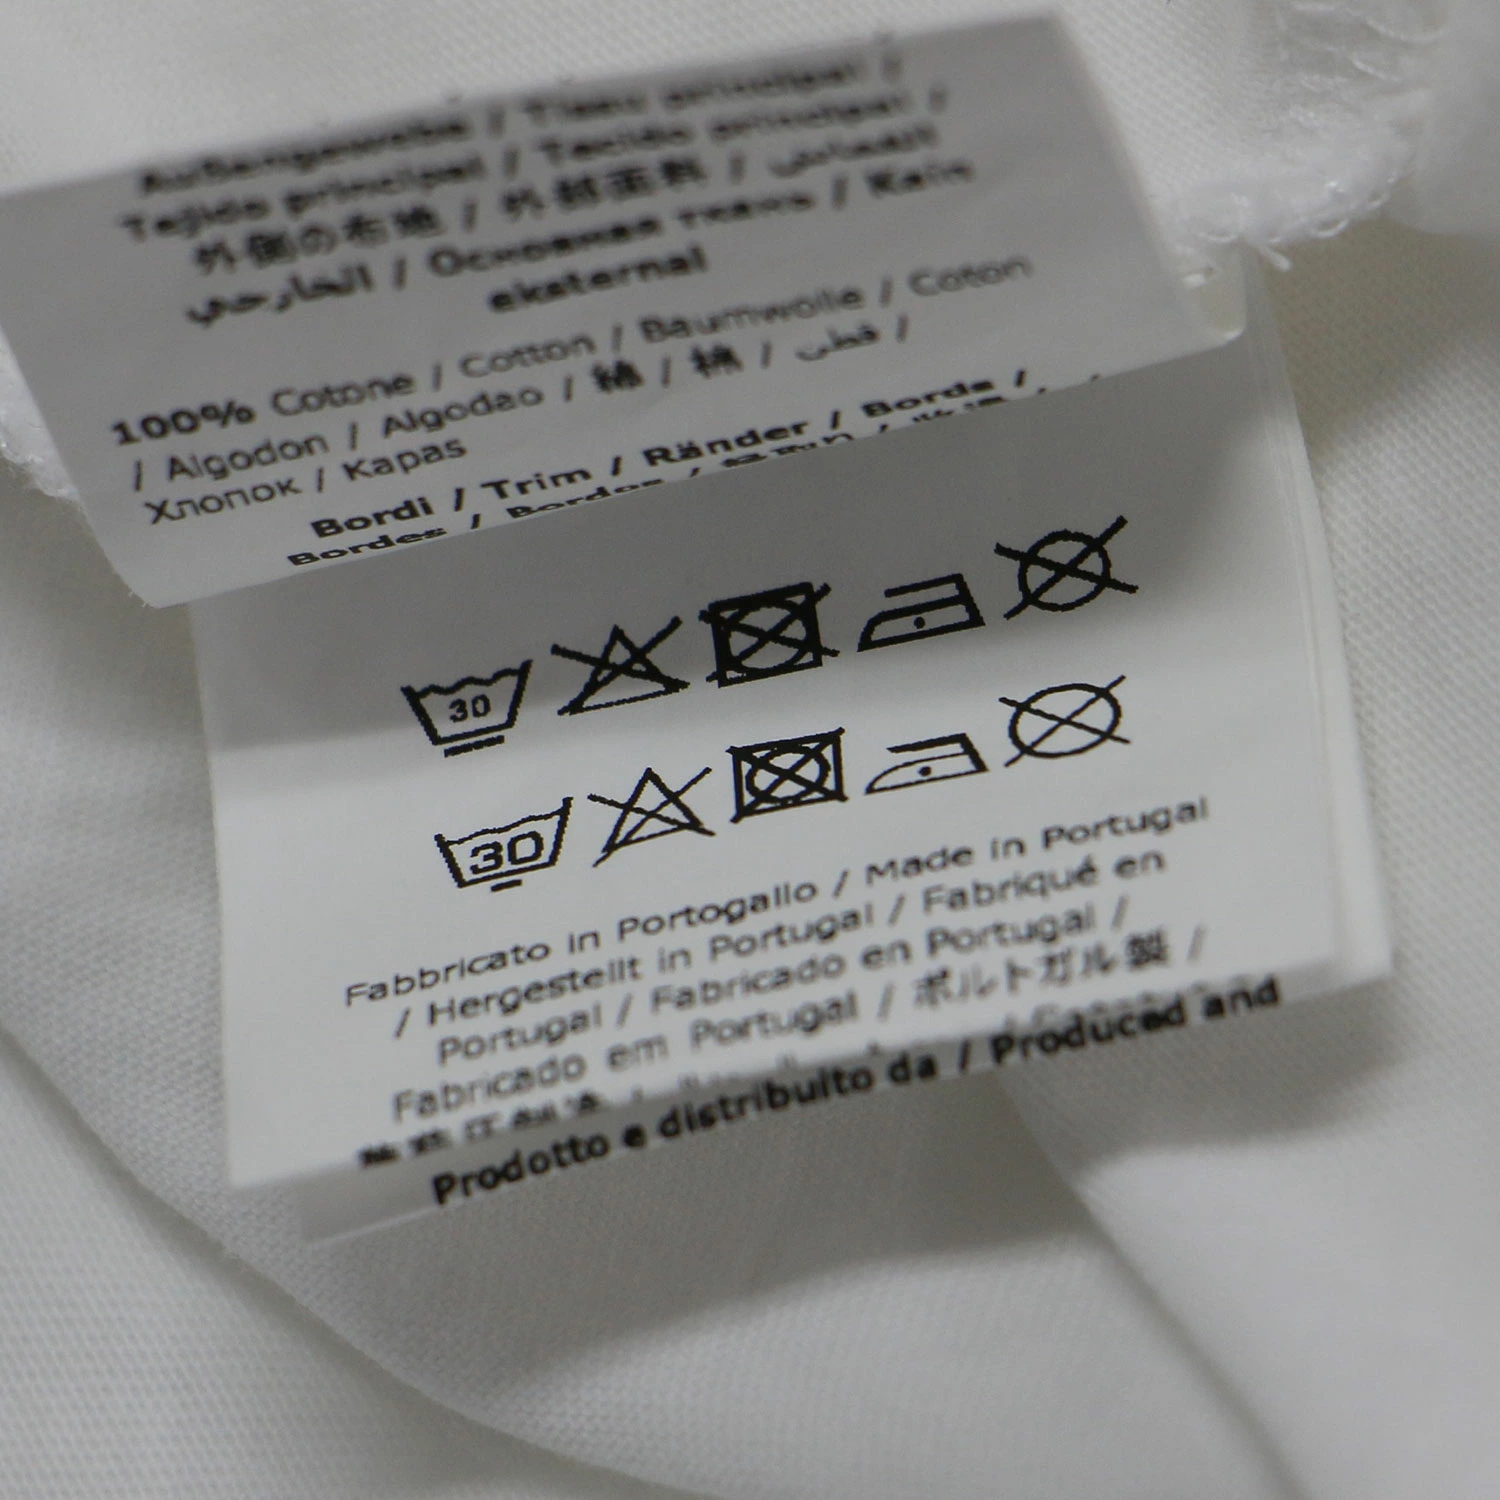 Außengewebe / Tissu principal /
Tejido principal / Tecido principal /
外側の布地 / 外部面料 / القماش
الخارجي / Основная ткань / Kain
eksternal
100% Cotone / Cotton / Baumwolle / Coton
/ Algodon / Algodao / 綿 / 棉 / قطن /
Хлопок / Kapas
Bordi / Trim / Ränder / Bords /
Bordes / Bordos /
30
30
Fabbricato in Portogallo / Made in Portugal
/ Hergestellt in Portugal / Fabriqué en
Portugal / Fabricado en Portugal /
Fabricado em Portugal / ポルトガル製 /
Prodotto e distribuito da / Produced and